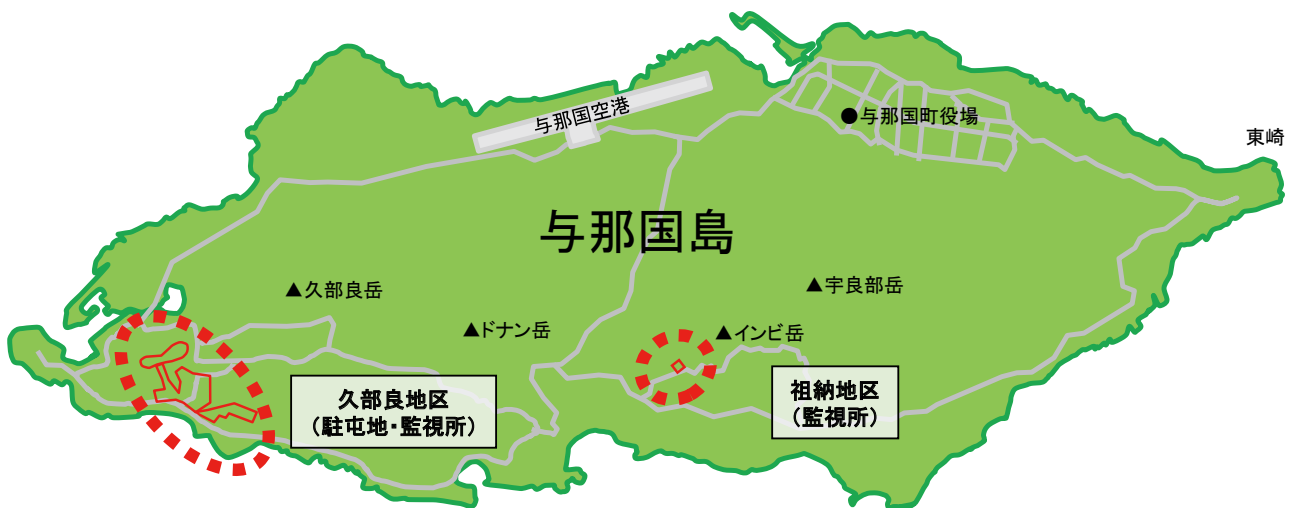 与那国空港
●与那国町役場
東崎
与那国島
▲久部良岳
▲宇良部岳
▲ドナン岳
▲インビ岳
久部良地区
（駐屯地・監視所）
祖納地区
（監視所）